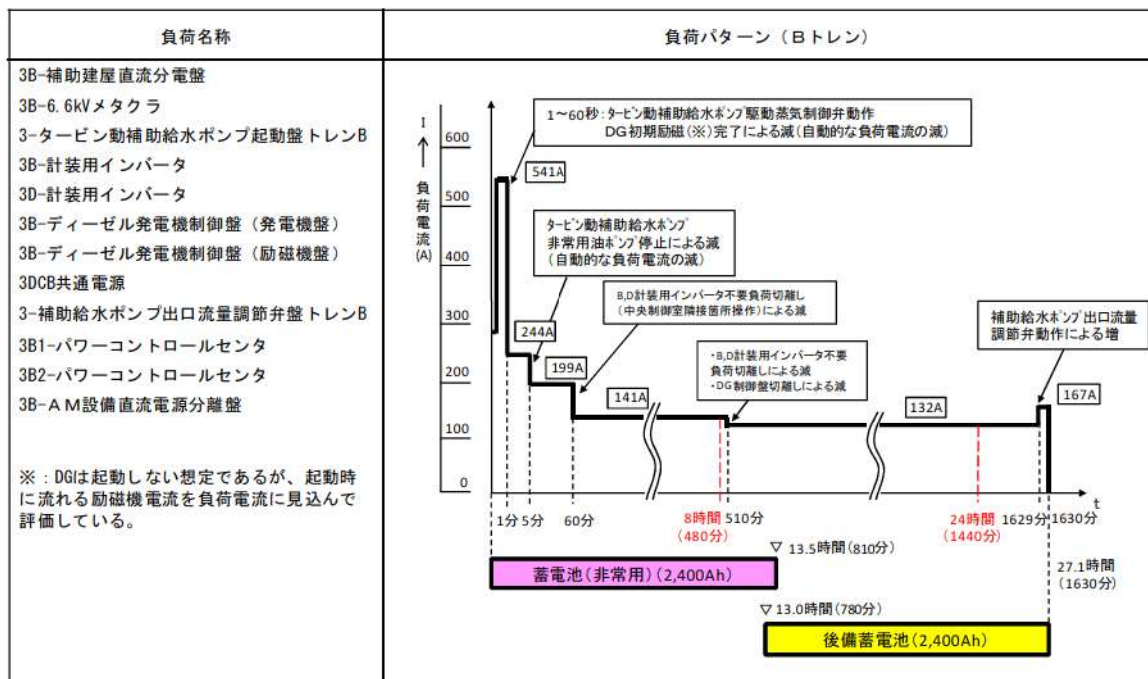 負荷名称
負荷パターン（Ｂトレン）
3B-補助建屋直流分電盤
3B-6.6kVメタクラ
3-タービン動補助給水ポンプ起動盤トレンB
3B-計装用インバータ
3D-計装用インバータ
3B-ディーゼル発電機制御盤（発電機盤）
3B-ディーゼル発電機制御盤（励磁機盤）
3DCB共通電源
3-補助給水ポンプ出口流量調節弁盤トレンB
3B1-パワーコントロールセンタ
3B2-パワーコントロールセンタ
3B-ＡＭ設備直流電源分離盤
※：DGは起動しない想定であるが、起動時
に流れる励磁機電流を負荷電流に見込んで
評価している。
I
↑
負荷電流
(A)
600
500
400
300
200
100
0
1～60秒：タービン動補助給水ポンプ駆動蒸気制御弁動作
DG初期励磁(※)完了による減(自動的な負荷電流の減)
541A
タービン動補助給水ポンプ
非常用油ポンプ停止による減
(自動的な負荷電流の減)
B,D計装用インバータ不要負荷切離し
(中央制御室隣接箇所操作)による減
補助給水ポンプ出口流量
調節弁動作による増
244A
199A
・B,D計装用インバータ不要
負荷切離しによる減
・DG制御盤切離しによる減
141A
132A
167A
t
1分
5分
60分
8時間
(480分)
510分
24時間
(1440分)
1629分
1630分
▽13.5時間(810分)
蓄電池(非常用)(2,400Ah)
27.1時間
(1630分)
▽13.0時間(780分)
後備蓄電池(2,400Ah)